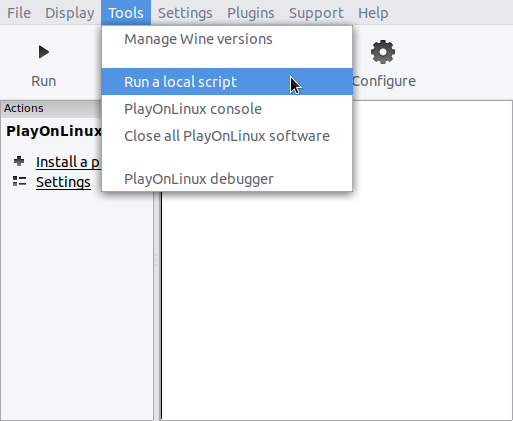 File Display Tools Settings Plugins Support Help
Manage Wine versions
Run a local script
PlayOnLinux console
Close all PlayOnLinux software
PlayOnLinux debugger
Run
Configure
Actions
PlayOnLinux
Install a p
Settings